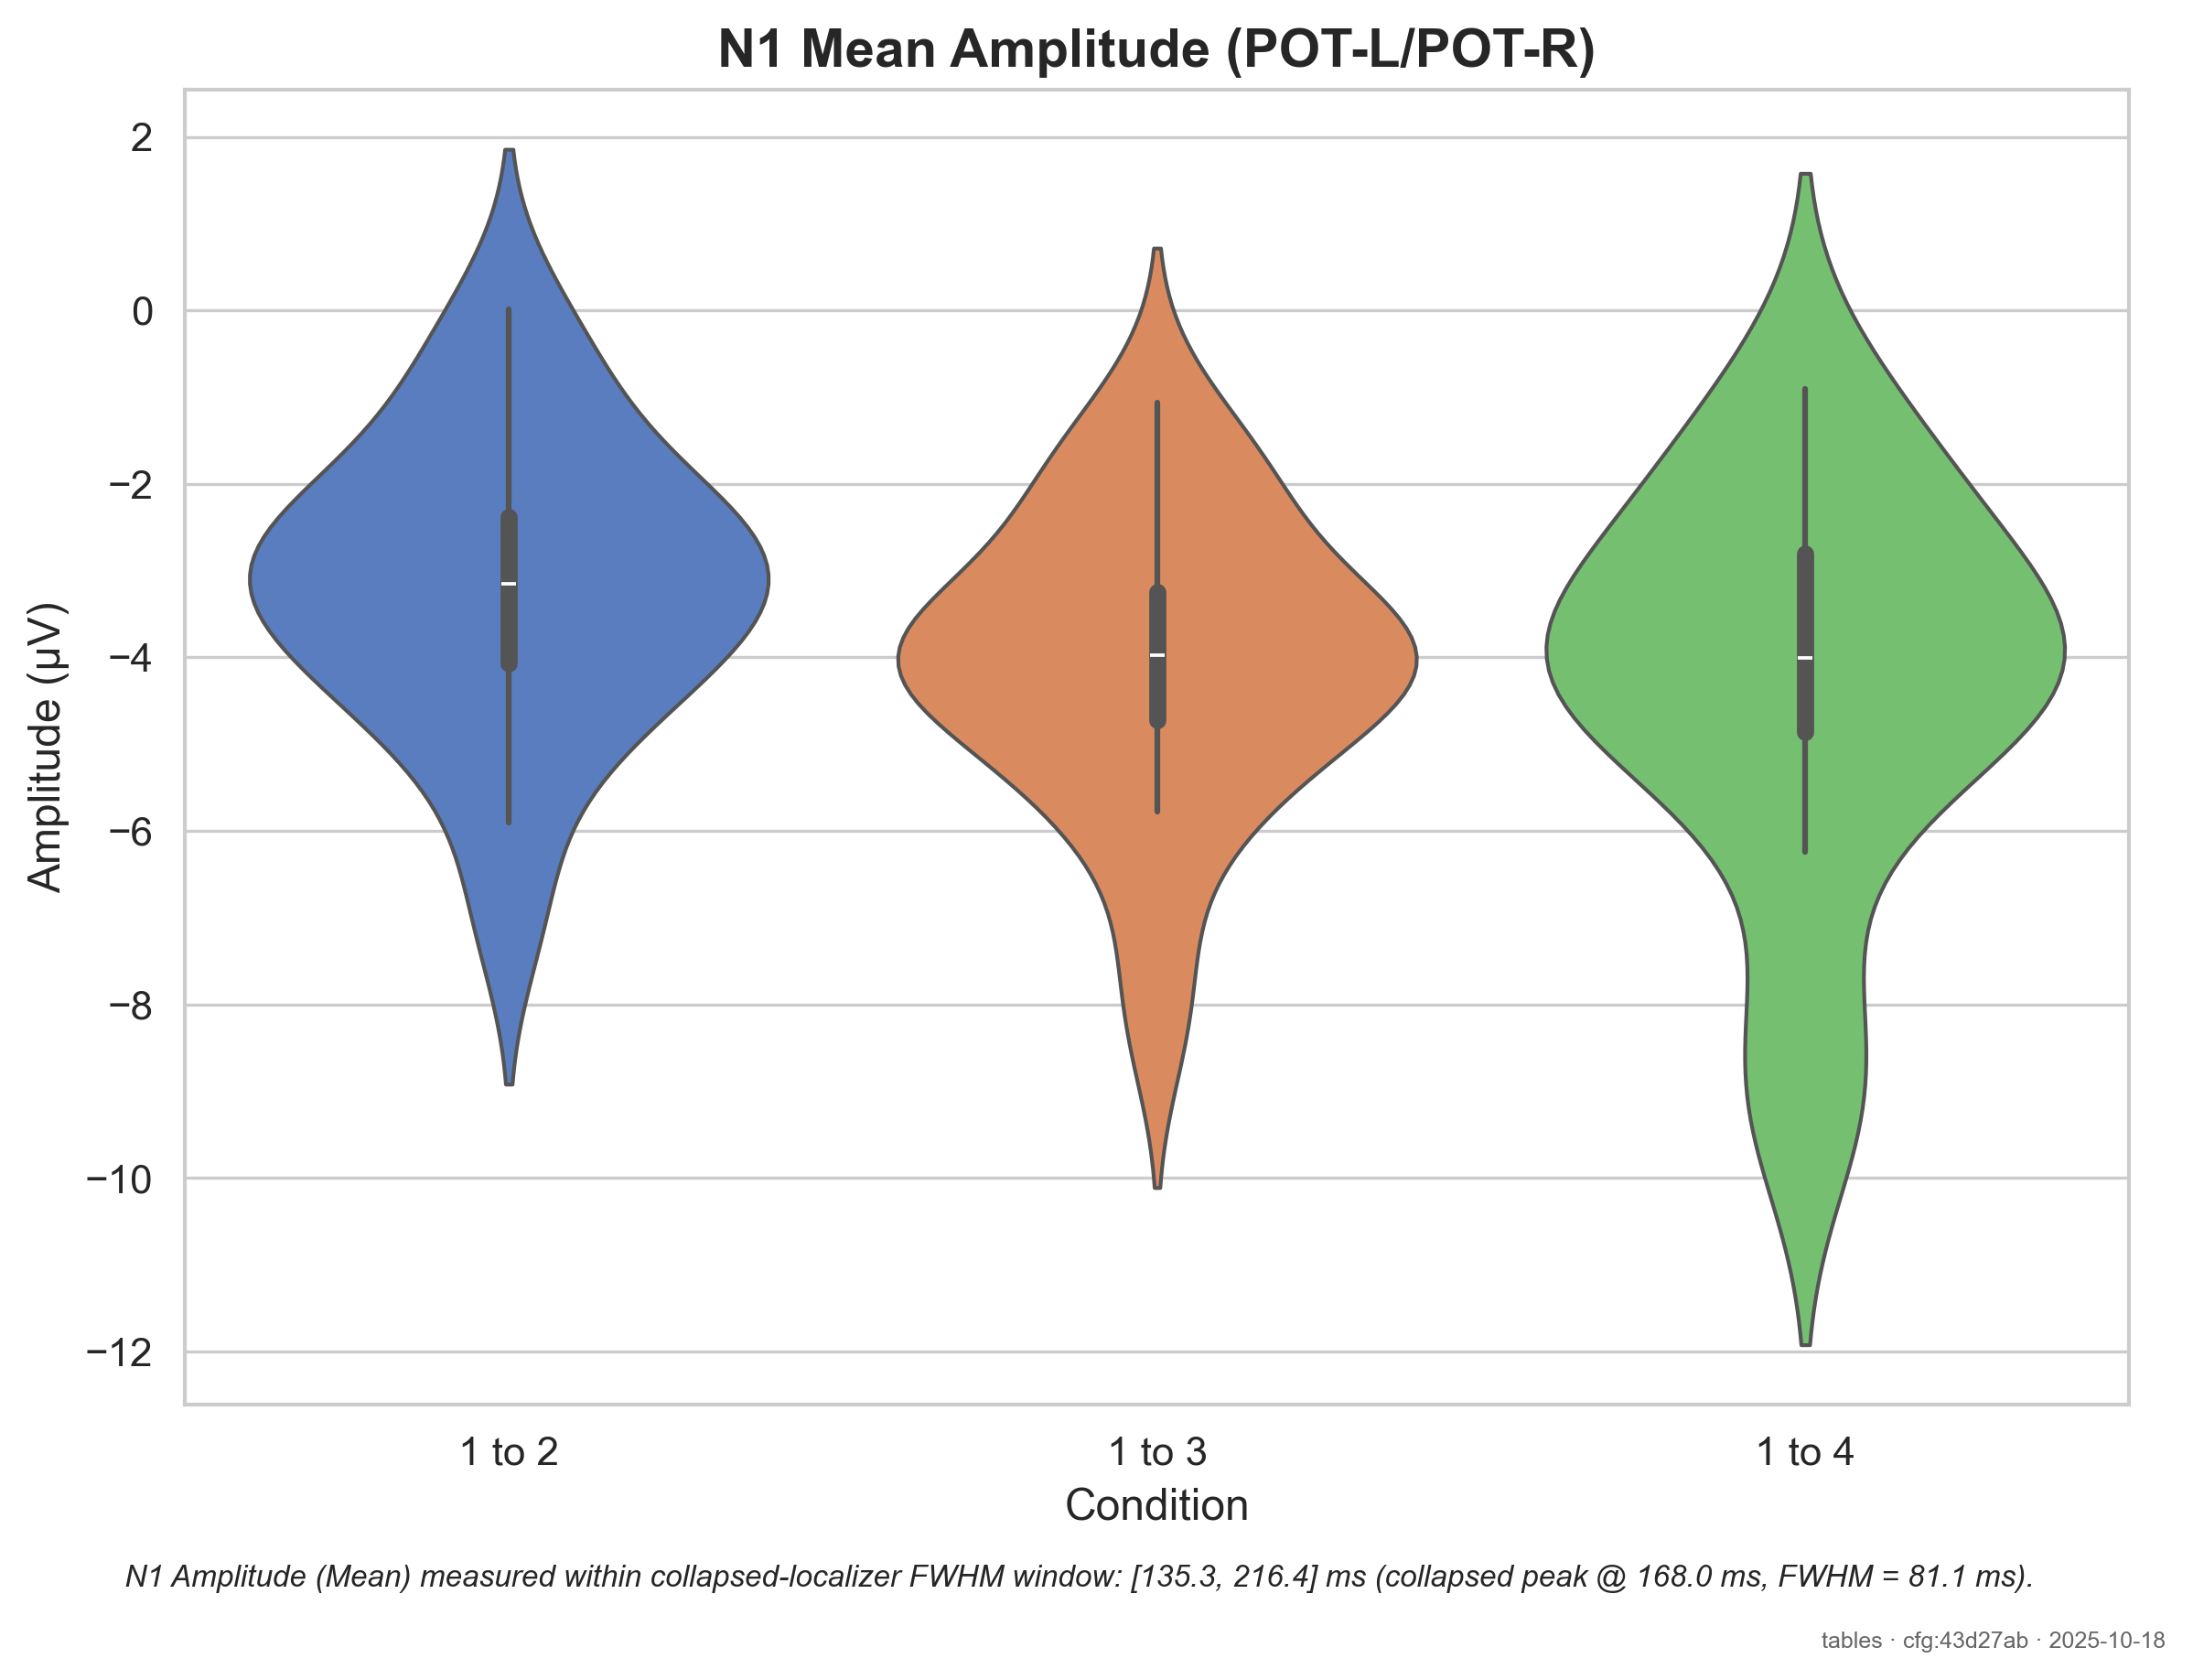 N1 Mean Amplitude (POT-L/POT-R)
2
0
−2
−4
−6
−8
−10
−12
Amplitude (µV)
1 to 2
1 to 3
1 to 4
Condition
N1 Amplitude (Mean) measured within collapsed-localizer FWHM window: [135.3, 216.4] ms (collapsed peak @ 168.0 ms, FWHM = 81.1 ms).
tables · cfg:43d27ab · 2025-10-18